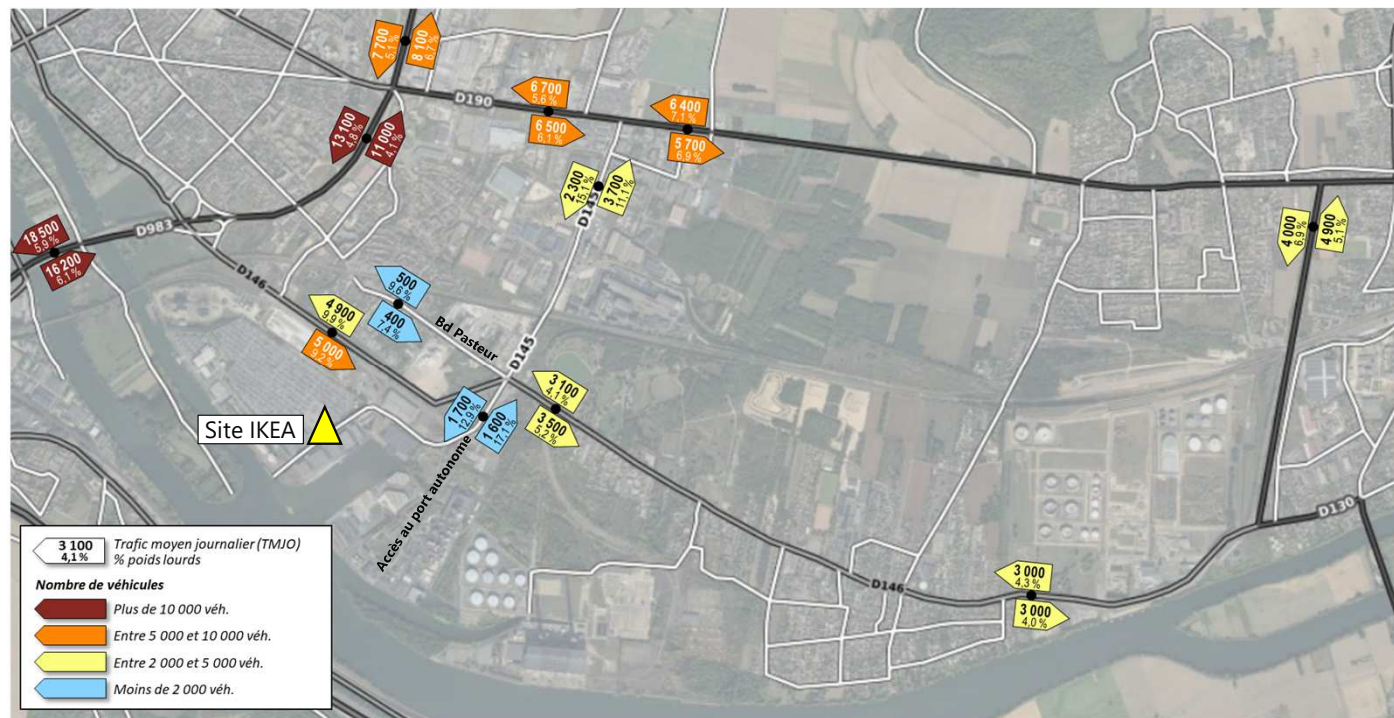 7 700
5,1 %
8 100
6,7 %
D190
6 700
5,6 %
6 500
6,1 %
6 400
7,1 %
5 700
6,9 %
13 100
4,8 %
11 000
4,1 %
2 300
15,1 %
3 700
11,1 %
D145
4 000
6,9 %
4 900
5,1 %
18 500
5,9 %
16 200
6,1 %
D983
D146
500
9,6 %
400
7,4 %
4 900
9,9 %
5 000
9,2 %
Bd Pasteur
D145
3 100
4,1 %
3 500
5,2 %
1 700
12,9 %
1 600
17,1 %
Site IKEA
Accès au port autonome
D130
D146
3 000
4,3 %
3 000
4,0 %
3 100
4,1 %
Trafic moyen journalier (TMJO)
% poids lourds
Nombre de véhicules
Plus de 10 000 véh.
Entre 5 000 et 10 000 véh.
Entre 2 000 et 5 000 véh.
Moins de 2 000 véh.